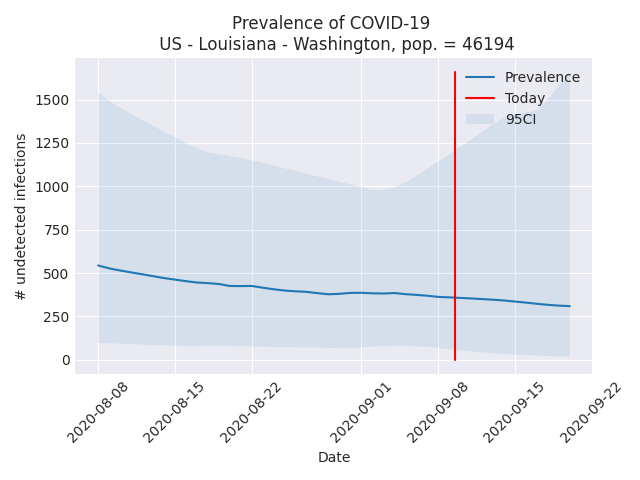 Prevalence of COVID-19
US - Louisiana - Washington, pop. = 46194
Prevalence
Today
95CI
1500
1250
1000
750
500
250
0
# undetected infections
2020-08-08
2020-08-15
2020-08-22
2020-09-01
2020-09-08
2020-09-15
2020-09-22
Date